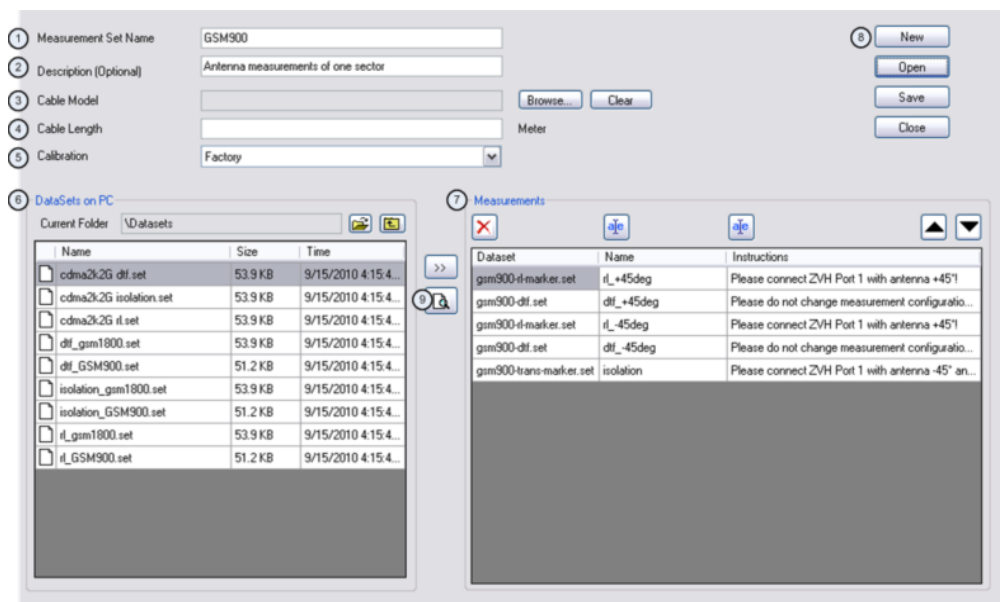 1 Measurement Set Name GSM900 8 New
2 Description (Optional) Antenna measurements of one sector Open
3 Cable Model Browse... Clear Save
4 Cable Length Meter Close
5 Calibration Factory
6 DataSets on PC 7 Measurements
Current Folder \Datasets a|e a|e
Name Size Time >> Dataset Name Instructions
cdma2k2G dtf.set 53.9 KB 9/15/2010 4:15:4... gsm900-rl-marker.set rl_+45deg Please connect ZVH Port 1 with antenna +45°!
cdma2k2G isolation.set 53.9 KB 9/15/2010 4:15:4... 9 gsm900-dtf.set dtf_+45deg Please do not change measurement configuratio...
cdma2k2G rl.set 53.9 KB 9/15/2010 4:15:4... gsm900-rl-marker.set rl_-45deg Please connect ZVH Port 1 with antenna +45°!
dtf_gsm1800.set 53.9 KB 9/15/2010 4:15:4... gsm900-dtf.set dtf_-45deg Please do not change measurement configuratio...
dtf_GSM900.set 51.2 KB 9/15/2010 4:15:4... gsm900-trans-marker.set isolation Please connect ZVH Port 1 with antenna -45° an...
isolation_gsm1800.set 53.9 KB 9/15/2010 4:15:4...
isolation_GSM900.set 51.2 KB 9/15/2010 4:15:4...
rl_gsm1800.set 53.9 KB 9/15/2010 4:15:4...
rl_GSM900.set 51.2 KB 9/15/2010 4:15:4...